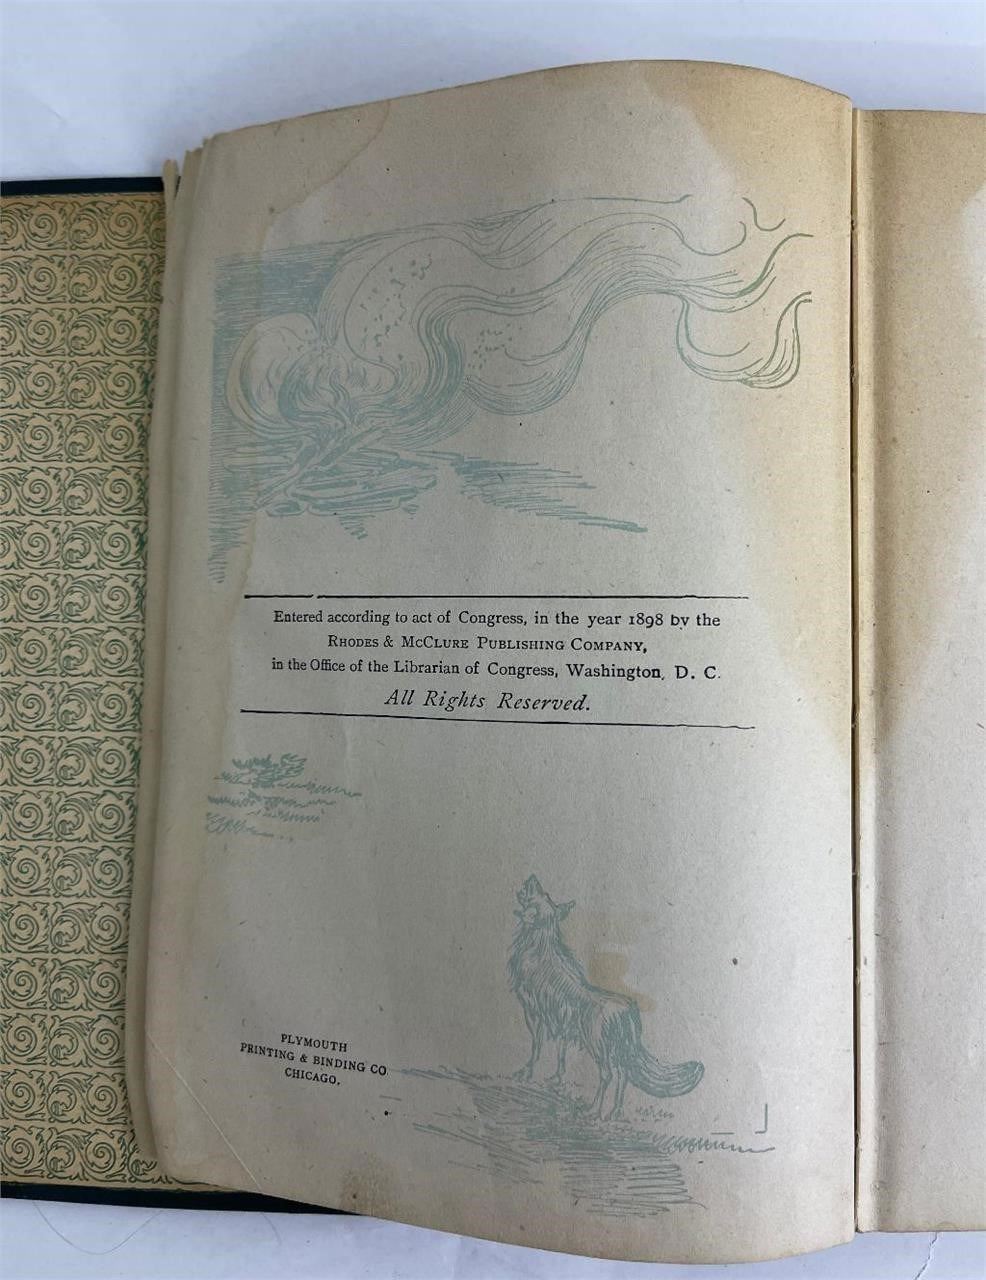 Entered according to act of Congress, in the year 1898 by the
RHODES & MCCLURE PUBLISHING COMPANY,
in the Office of the Librarian of Congress, Washington, D. C.
All Rights Reserved.
PLYMOUTH
PRINTING & BINDING CO
CHICAGO.